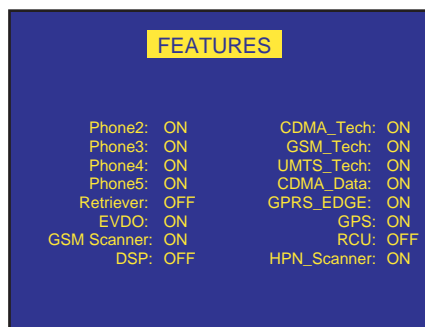 FEATURES
Phone2: ON CDMA_Tech: ON
Phone3: ON GSM_Tech: ON
Phone4: ON UMTS_Tech: ON
Phone5: ON CDMA_Data: ON
Retriever: OFF GPRS_EDGE: ON
EVDO: ON GPS: ON
GSM Scanner: ON RCU: OFF
DSP: OFF HPN_Scanner: ON